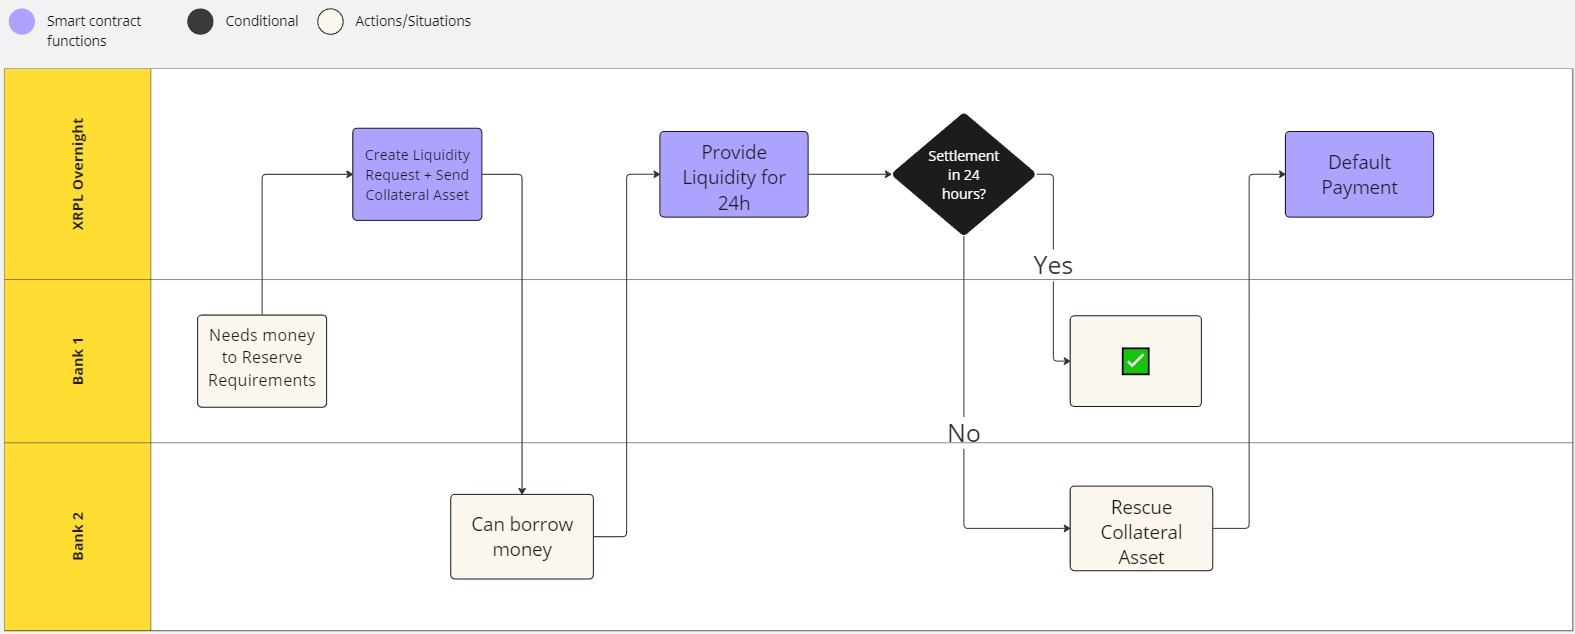 Smart contract
functions
Conditional
Actions/Situations
XRPL Overnight
Create Liquidity
Request + Send
Collateral Asset
Provide
Liquidity for
24h
Settlement
in 24
hours?
Default
Payment
Yes
Bank 1
Needs money
to Reserve
Requirements
No
Bank 2
Can borrow
money
Rescue
Collateral
Asset